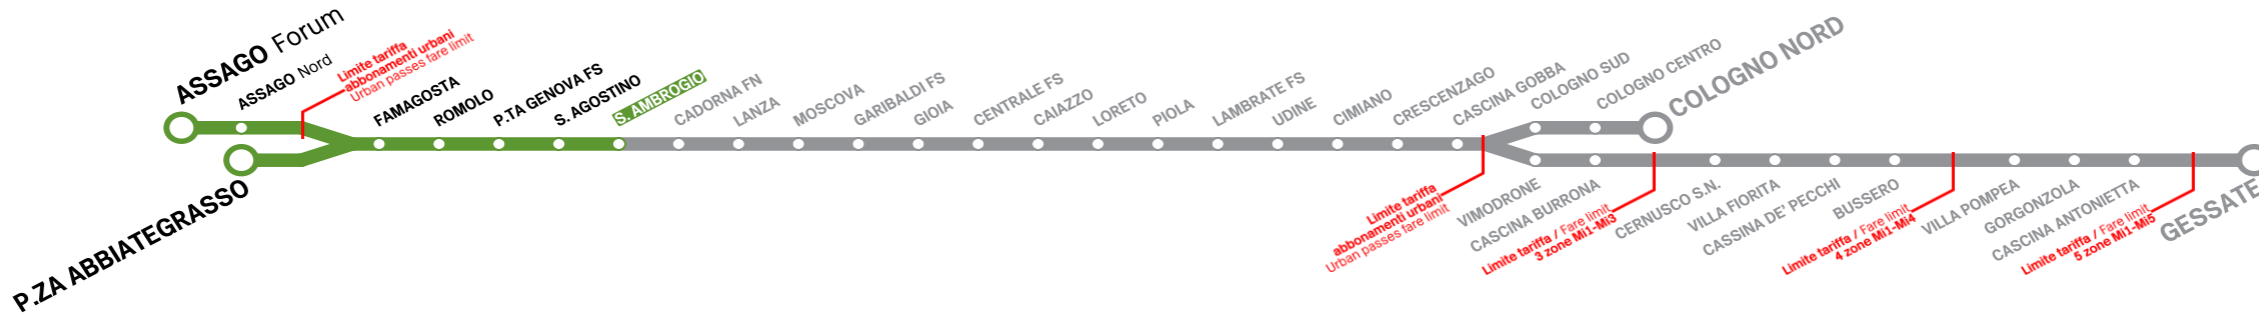 ASSAGO Forum
ASSAGO Nord
Limite tariffa
abbonamenti urbani
Urban passes fare limit
P.ZA ABBIATEGRASSO
FAMAGOSTA
ROMOLO
P.TA GENOVA FS
S. AGOSTINO
S. AMBROGIO
CADORNA FN
LANZA
MOSCOVA
GARIBALDI FS
GIOIA
CENTRALE FS
CAIAZZO
LORETO
PIOLA
LAMBRATE FS
UDINE
CIMIANO
CRESCENZAGO
CASCINA GOBBA
Limite tariffa
abbonamenti urbani
Urban passes fare limit
COLOGNO SUD
COLOGNO CENTRO
COLOGNO NORD
VIMODRONE
CASCINA BURRONA
Limite tariffa / Fare limit
3 zone Mi1-Mi3
CERNUSCO S.N.
VILLA FIORITA
CASSINA DE' PECCHI
BUSSERO
Limite tariffa / Fare limit
4 zone Mi1-Mi4
VILLA POMPEA
GORGONZOLA
CASCINA ANTONIETTA
Limite tariffa / Fare limit
5 zone Mi1-Mi5
GESSATE